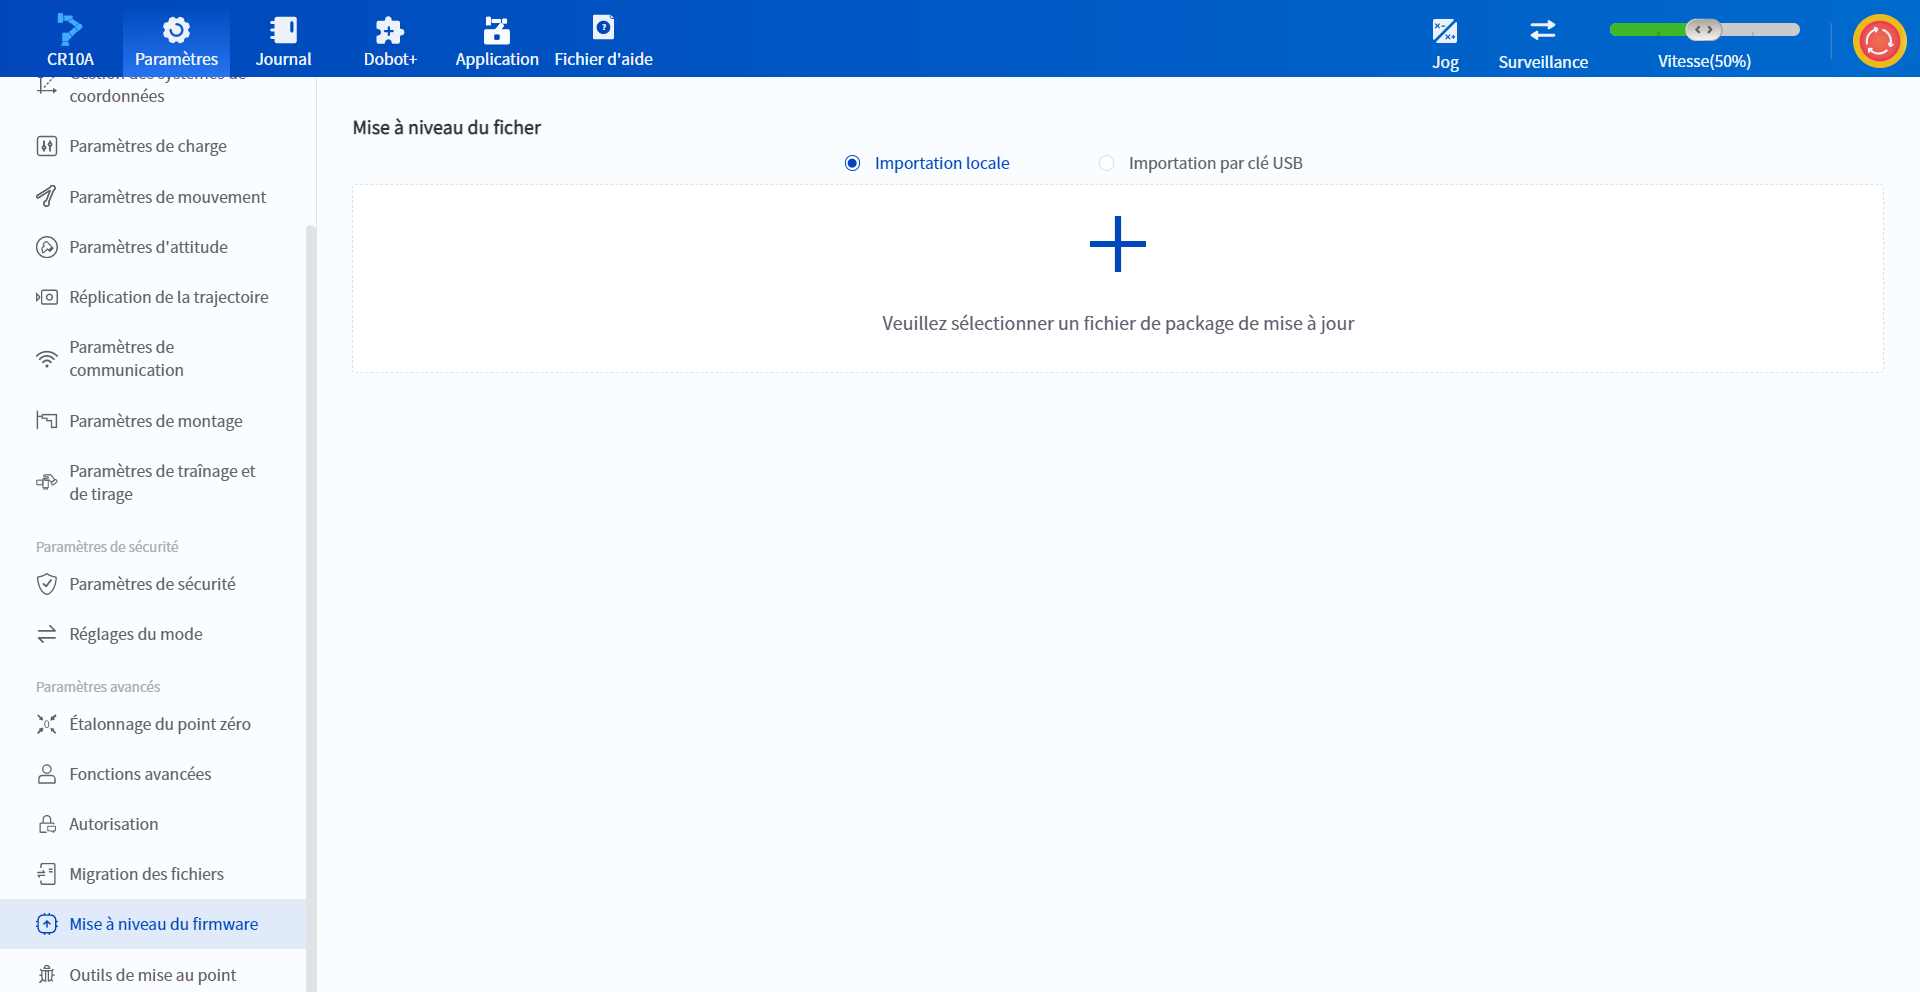 CR10A
Paramètres
Journal
Dobot+
Application
Fichier d'aide
Jog
Surveillance
Vitesse(50%)
Gestion des systèmes de
coordonnées
Paramètres de charge
Paramètres de mouvement
Paramètres d'attitude
Réplication de la trajectoire
Paramètres de
communication
Paramètres de montage
Paramètres de traînage et
de tirage
Paramètres de sécurité
Paramètres de sécurité
Réglages du mode
Paramètres avancés
Étalonnage du point zéro
Fonctions avancées
Autorisation
Migration des fichiers
Mise à niveau du firmware
Outils de mise au point
Mise à niveau du ficher
Importation locale
Importation par clé USB
Veuillez sélectionner un fichier de package de mise à jour